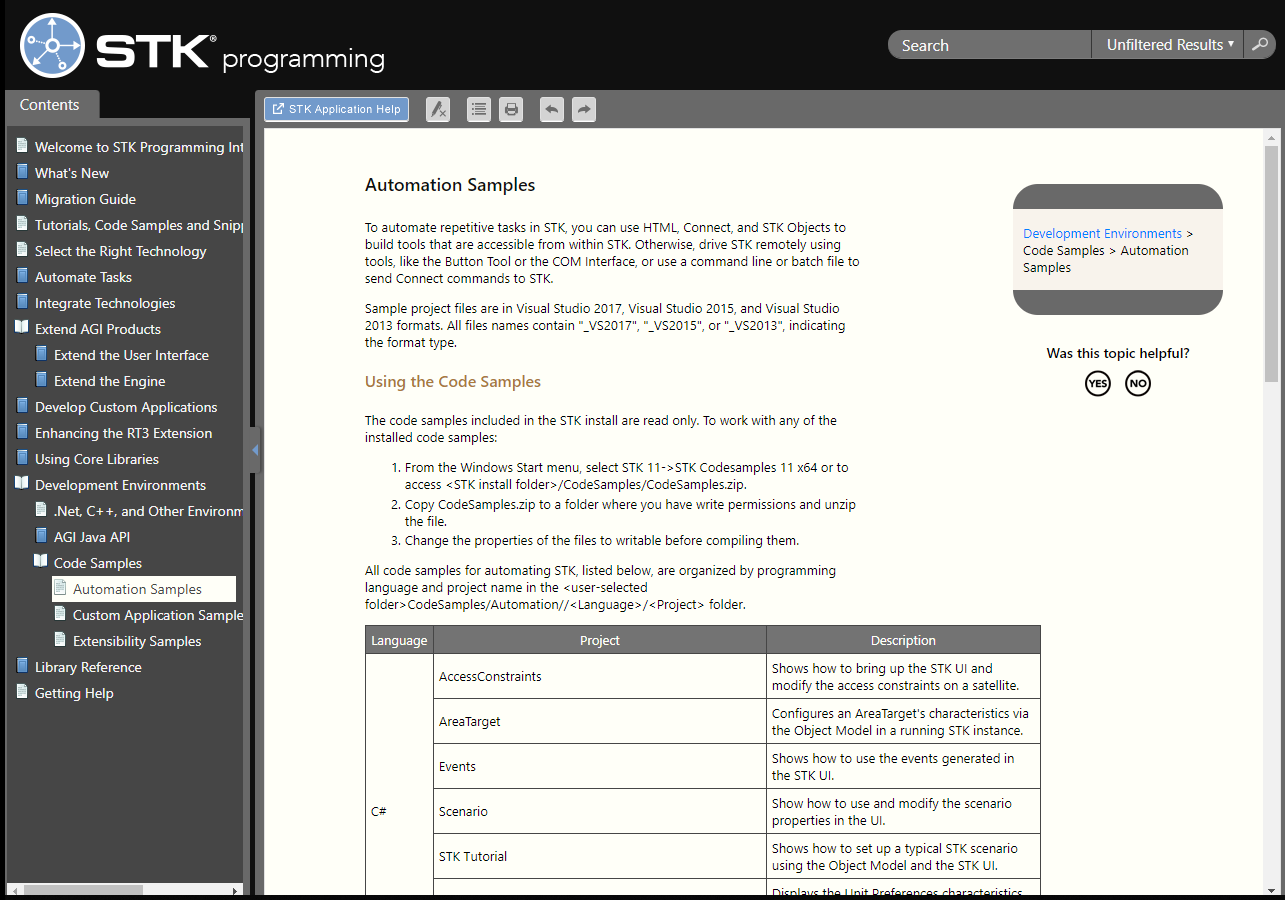 STK® programming
Search
Unfiltered Results
Contents
STK Application Help
Welcome to STK Programming Int
What's New
Migration Guide
Tutorials, Code Samples and Snipp
Select the Right Technology
Automate Tasks
Integrate Technologies
Extend AGI Products
Extend the User Interface
Extend the Engine
Develop Custom Applications
Enhancing the RT3 Extension
Using Core Libraries
Development Environments
.Net, C++, and Other Environm
AGI Java API
Code Samples
Automation Samples
Custom Application Sample
Extensibility Samples
Library Reference
Getting Help
Automation Samples
To automate repetitive tasks in STK, you can use HTML, Connect, and STK Objects to
build tools that are accessible from within STK. Otherwise, drive STK remotely using
tools, like the Button Tool or the COM Interface, or use a command line or batch file to
send Connect commands to STK.
Sample project files are in Visual Studio 2017, Visual Studio 2015, and Visual Studio
2013 formats. All files names contain "_VS2017", "_VS2015", or "_VS2013", indicating
the format type.
Using the Code Samples
The code samples included in the STK install are read only. To work with any of the
installed code samples:
1. From the Windows Start menu, select STK 11->STK Codesamples 11 x64 or to
access <STK install folder>/CodeSamples/CodeSamples.zip.
2. Copy CodeSamples.zip to a folder where you have write permissions and unzip
the file.
3. Change the properties of the files to writable before compiling them.
All code samples for automating STK, listed below, are organized by programming
language and project name in the <user-selected
folder>CodeSamples/Automation//<Language>/<Project> folder.
Language Project Description
C#
AccessConstraints
Shows how to bring up the STK UI and
modify the access constraints on a satellite.
AreaTarget
Configures an AreaTarget's characteristics via
the Object Model in a running STK instance.
Events
Shows how to use the events generated in
the STK UI.
Scenario
Show how to use and modify the scenario
properties in the UI.
STK Tutorial
Shows how to set up a typical STK scenario
using the Object Model and the STK UI.
Displays the Unit Preferences characteristics
Development Environments >
Code Samples > Automation
Samples
Was this topic helpful?
YES NO